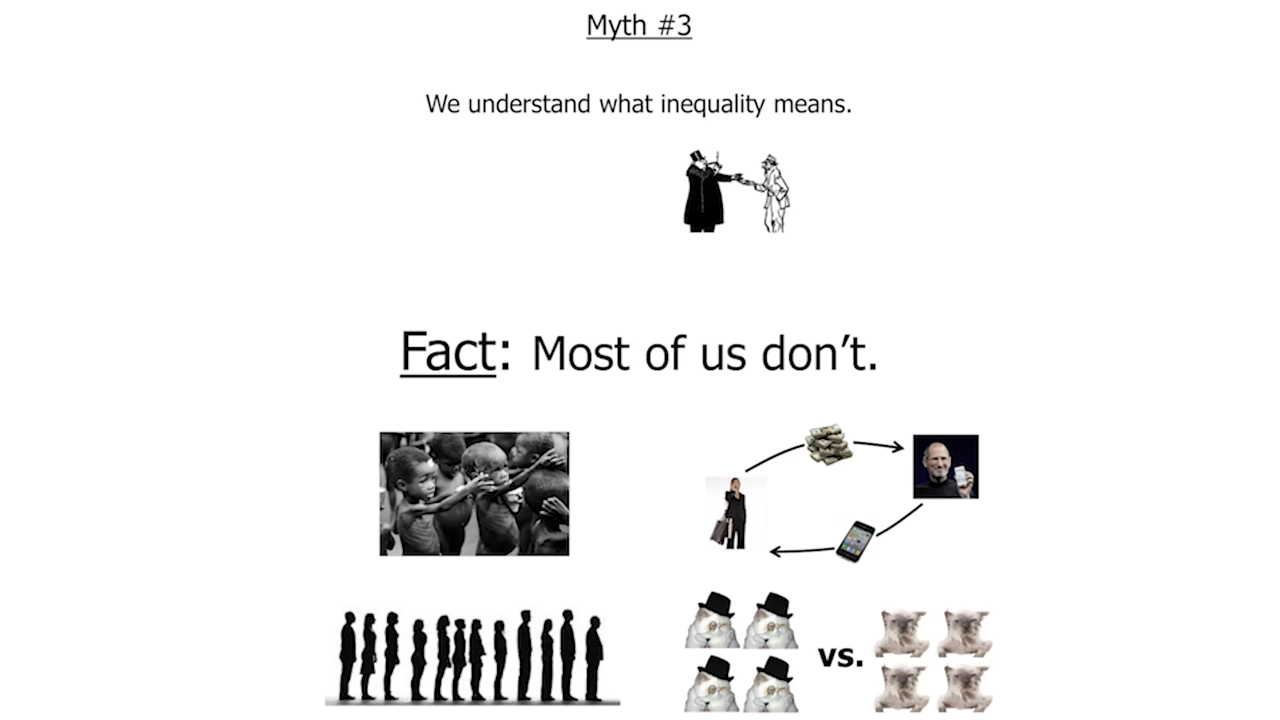 Myth #3
We understand what inequality means.
Fact: Most of us don’t.
vs.